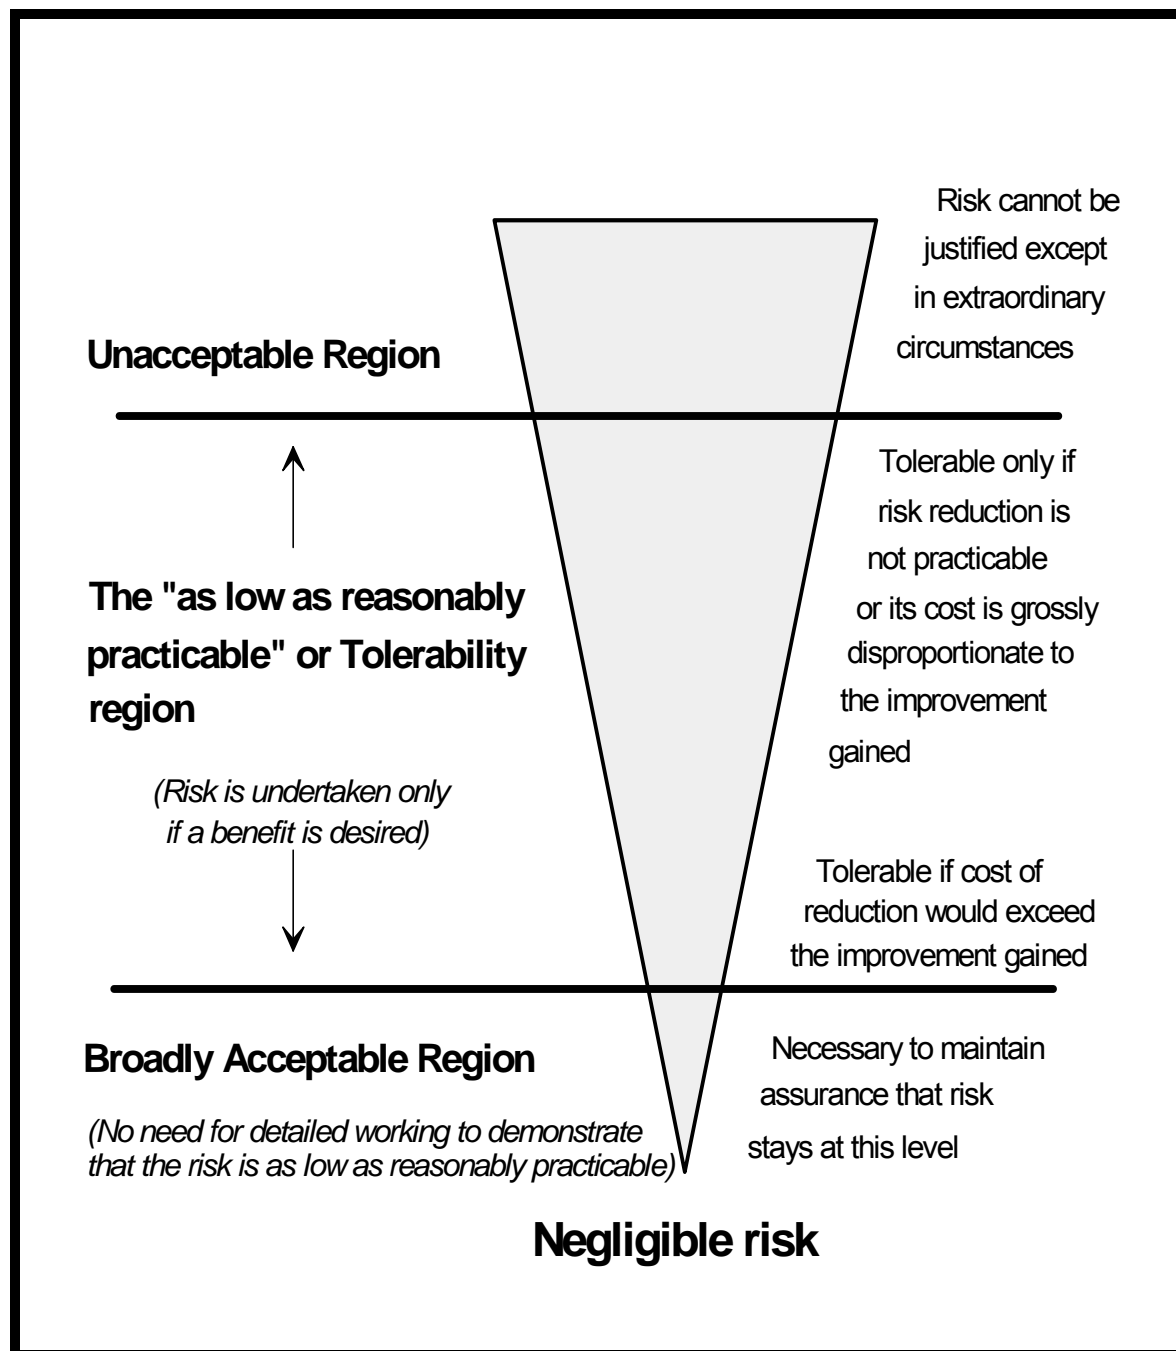 Risk cannot be
justified except
in extraordinary
circumstances
Unacceptable Region
Tolerable only if
risk reduction is
not practicable
or its cost is grossly
disproportionate to
the improvement
gained
The "as low as reasonably
practicable" or Tolerability
region
(Risk is undertaken only
if a benefit is desired)
Tolerable if cost of
reduction would exceed
the improvement gained
Broadly Acceptable Region
(No need for detailed working to demonstrate
that the risk is as low as reasonably practicable)
Necessary to maintain
assurance that risk
stays at this level
Negligible risk